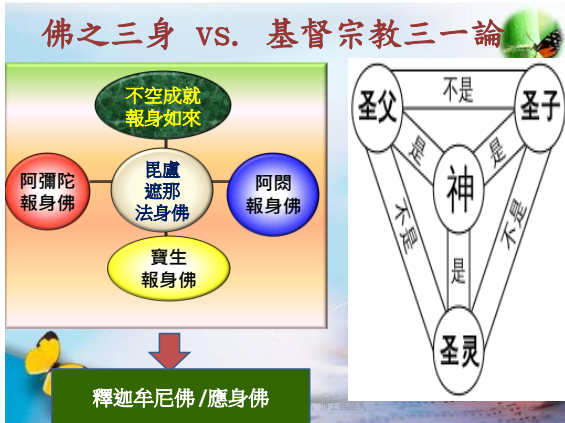 佛之三身 vs. 基督宗教三一論
不空成就
報身如來
阿彌陀
報身佛
毘盧
遮那
法身佛
阿閦
報身佛
寶生
報身佛
釋迦牟尼佛/應身佛
圣父
不是
圣子
是
是
神
不是
不是
是
圣灵